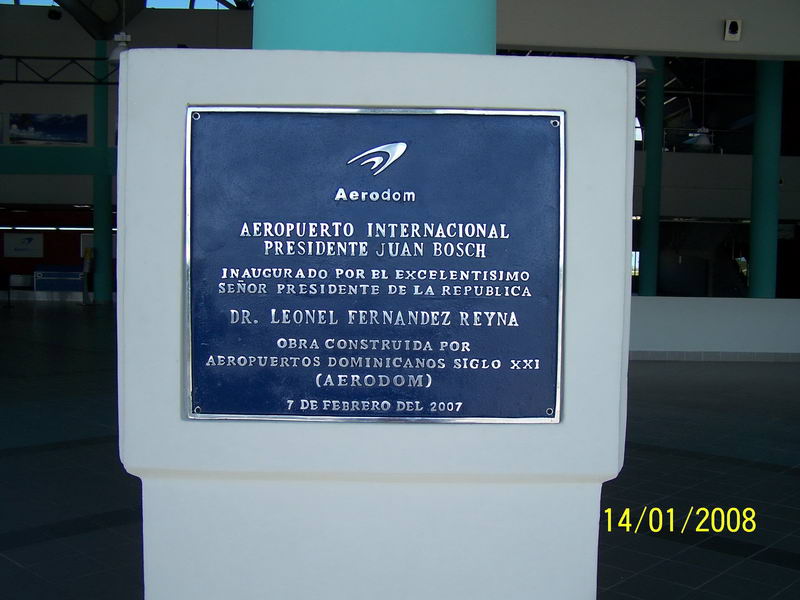 Aerodom
AEROPUERTO INTERNACIONAL
PRESIDENTE JUAN BOSCH
INAUGURADO POR EL EXCELENTISIMO
SEÑOR PRESIDENTE DE LA REPUBLICA
DR. LEONEL FERNANDEZ REYNA
OBRA CONSTRUIDA POR
AEROPUERTOS DOMINICANOS SIGLO XXI
(AERODOM)
7 DE FEBRERO DEL 2007
14/01/2008